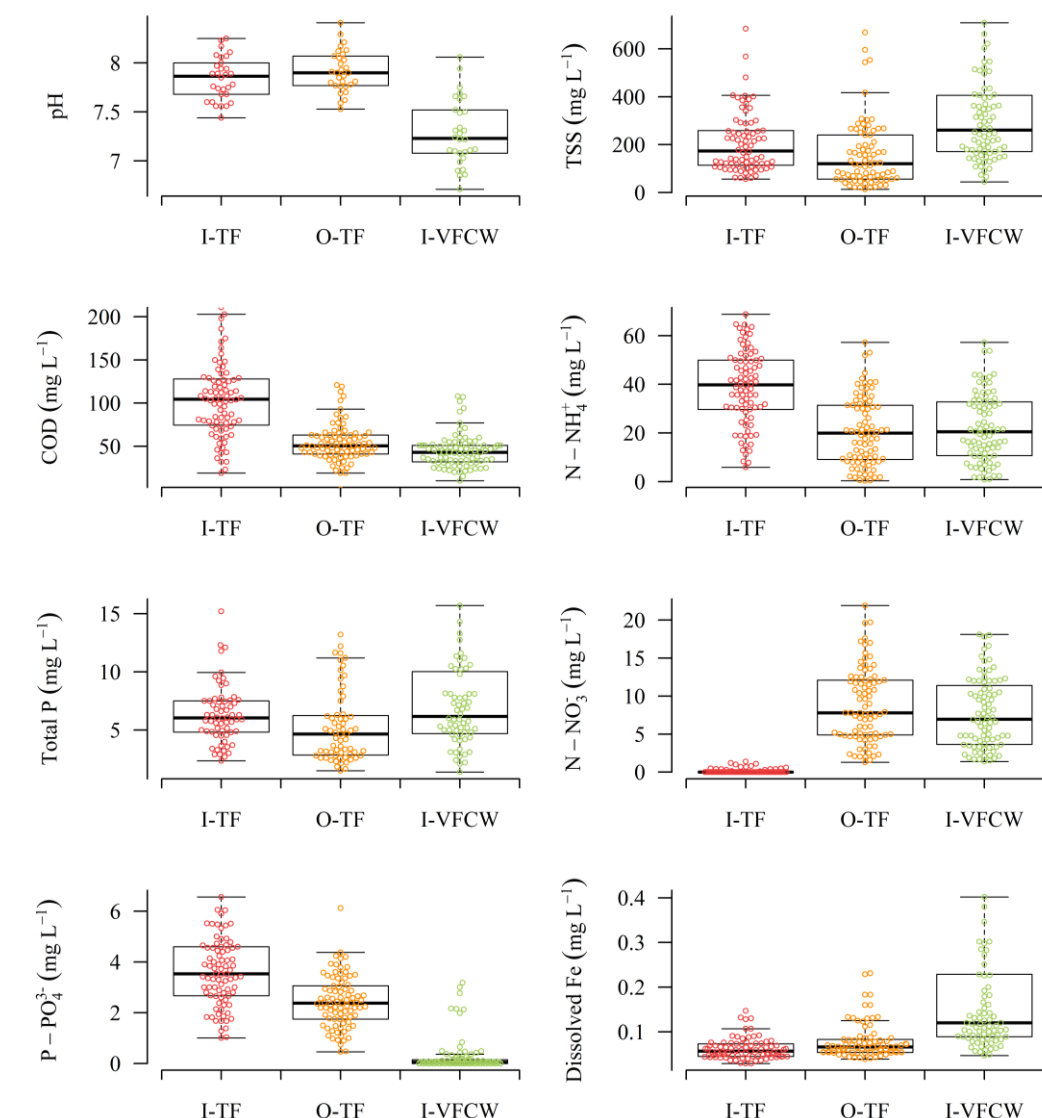 pH
8
7.5
7
I-TF O-TF I-VFCW
TSS (mg L⁻¹)
600
400
200
0
I-TF O-TF I-VFCW
COD (mg L⁻¹)
200
150
100
50
I-TF O-TF I-VFCW
N – NH₄⁺ (mg L⁻¹)
60
40
20
0
I-TF O-TF I-VFCW
Total P (mg L⁻¹)
15
10
5
I-TF O-TF I-VFCW
N – NO₃⁻ (mg L⁻¹)
20
15
10
5
0
I-TF O-TF I-VFCW
P – PO₄³⁻ (mg L⁻¹)
6
4
2
0
I-TF O-TF I-VFCW
Dissolved Fe (mg L⁻¹)
0.4
0.3
0.2
0.1
I-TF O-TF I-VFCW